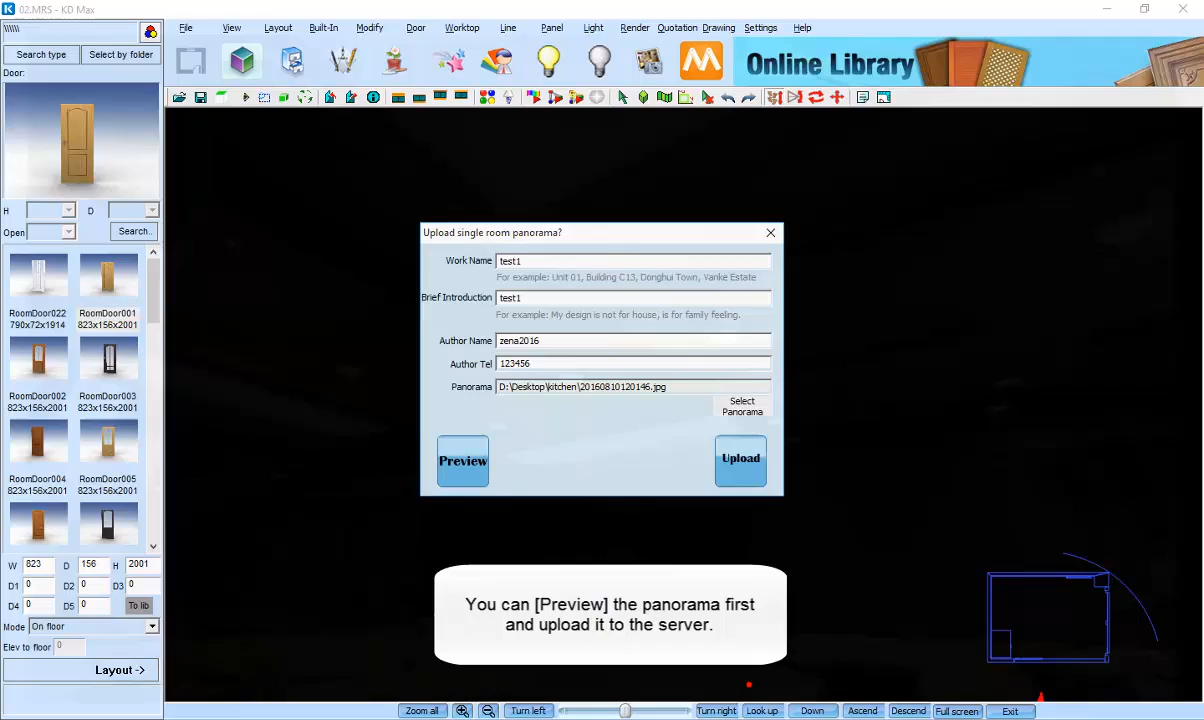 02.MRS - KD Max
\\\\\
Search type
Select by folder
Door:
H
D
Open
Search..
RoomDoor022
790x72x1914
RoomDoor001
823x156x2001
RoomDoor002
823x156x2001
RoomDoor003
823x156x2001
RoomDoor004
823x156x2001
RoomDoor005
823x156x2001
W 823 D 156 H 2001
D1 0 D2 0 D3 0
D4 0 D5 0 To lib
Mode On floor
Elev to floor 0
Layout ->
File View Layout Built-In Modify Door Worktop Line Panel Light Render Quotation Drawing Settings Help
Online Library
Upload single room panorama?
Work Name test1
For example: Unit 01, Building C13, Donghui Town, Vanke Estate
Brief Introduction test1
For example: My design is not for house, is for family feeling.
Author Name zena2016
Author Tel 123456
Panorama D:\Desktop\kitchen\20160810120146.jpg
Select
Panorama
Preview
Upload
You can [Preview] the panorama first
and upload it to the server.
Zoom all Turn left Turn right Look up Down Ascend Descend Full screen Exit